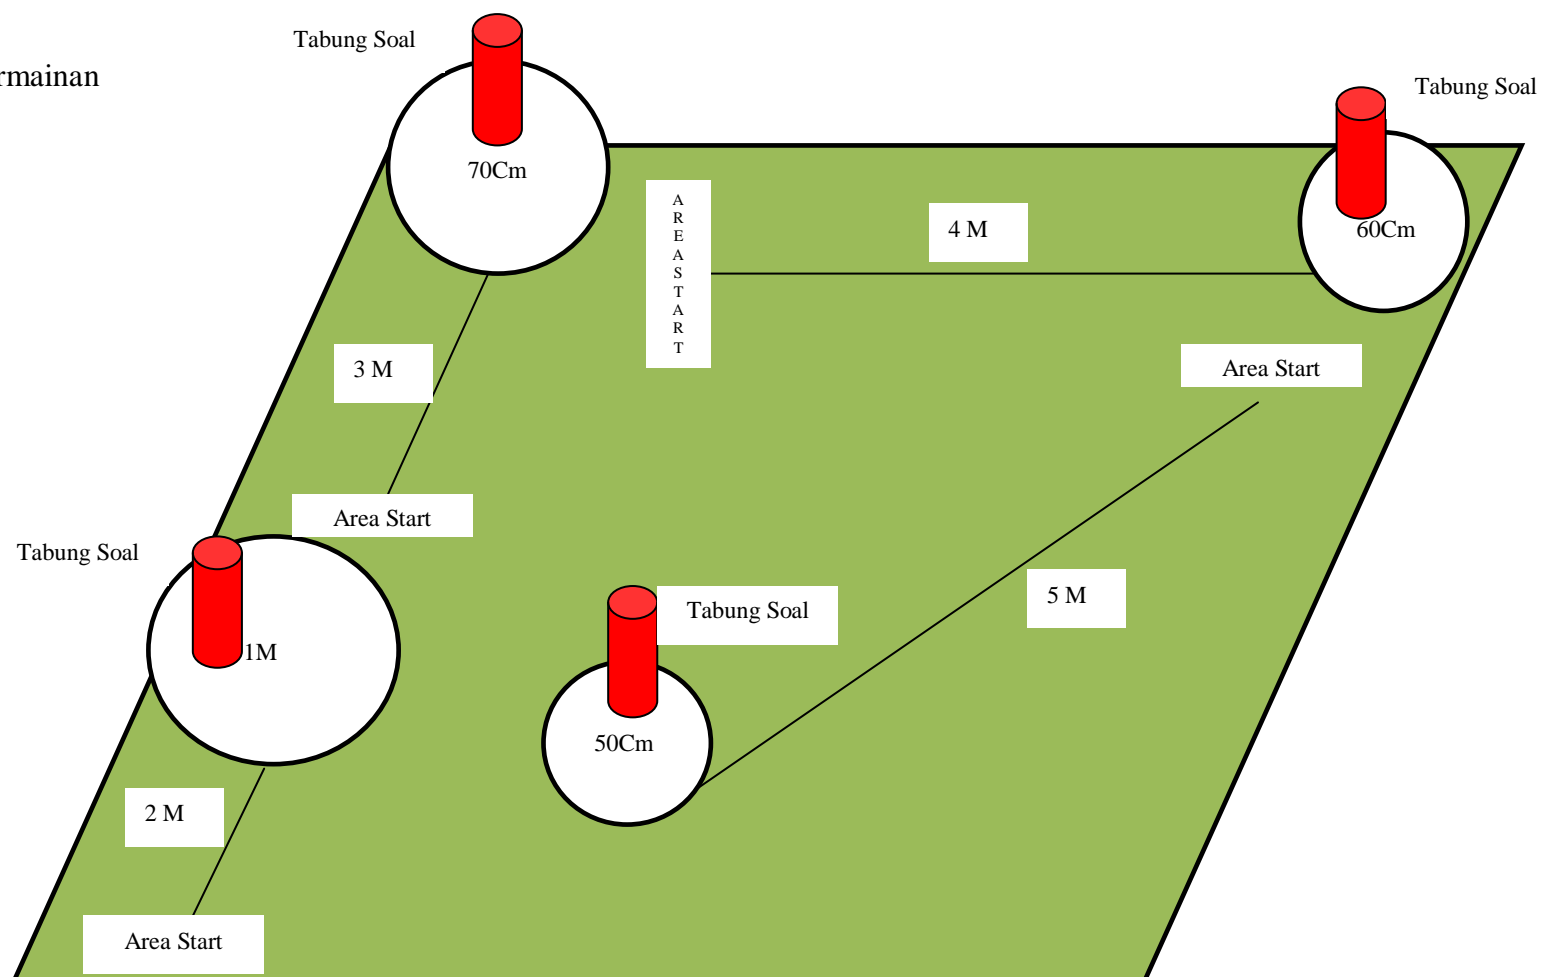 Tabung Soal
rmainan
Tabung Soal
70Cm
A
R
E
A
S
T
A
R
T
4 M
60Cm
3 M
Area Start
Area Start
Tabung Soal
5 M
Tabung Soal
1M
50Cm
2 M
Area Start